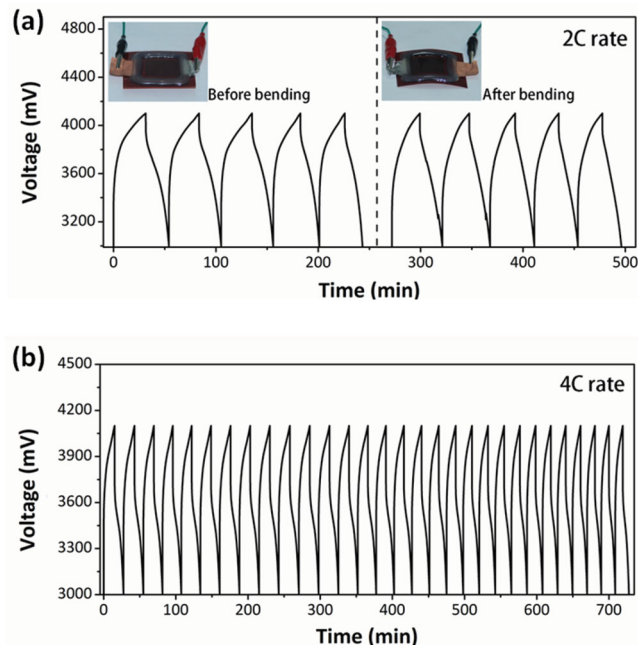 (a)
4800
4400
4000
3600
3200
Voltage (mV)
2C rate
Before bending
After bending
0 100 200 300 400 500
Time (min)
(b)
4500
4200
3900
3600
3300
3000
Voltage (mV)
4C rate
0 100 200 300 400 500 600 700
Time (min)